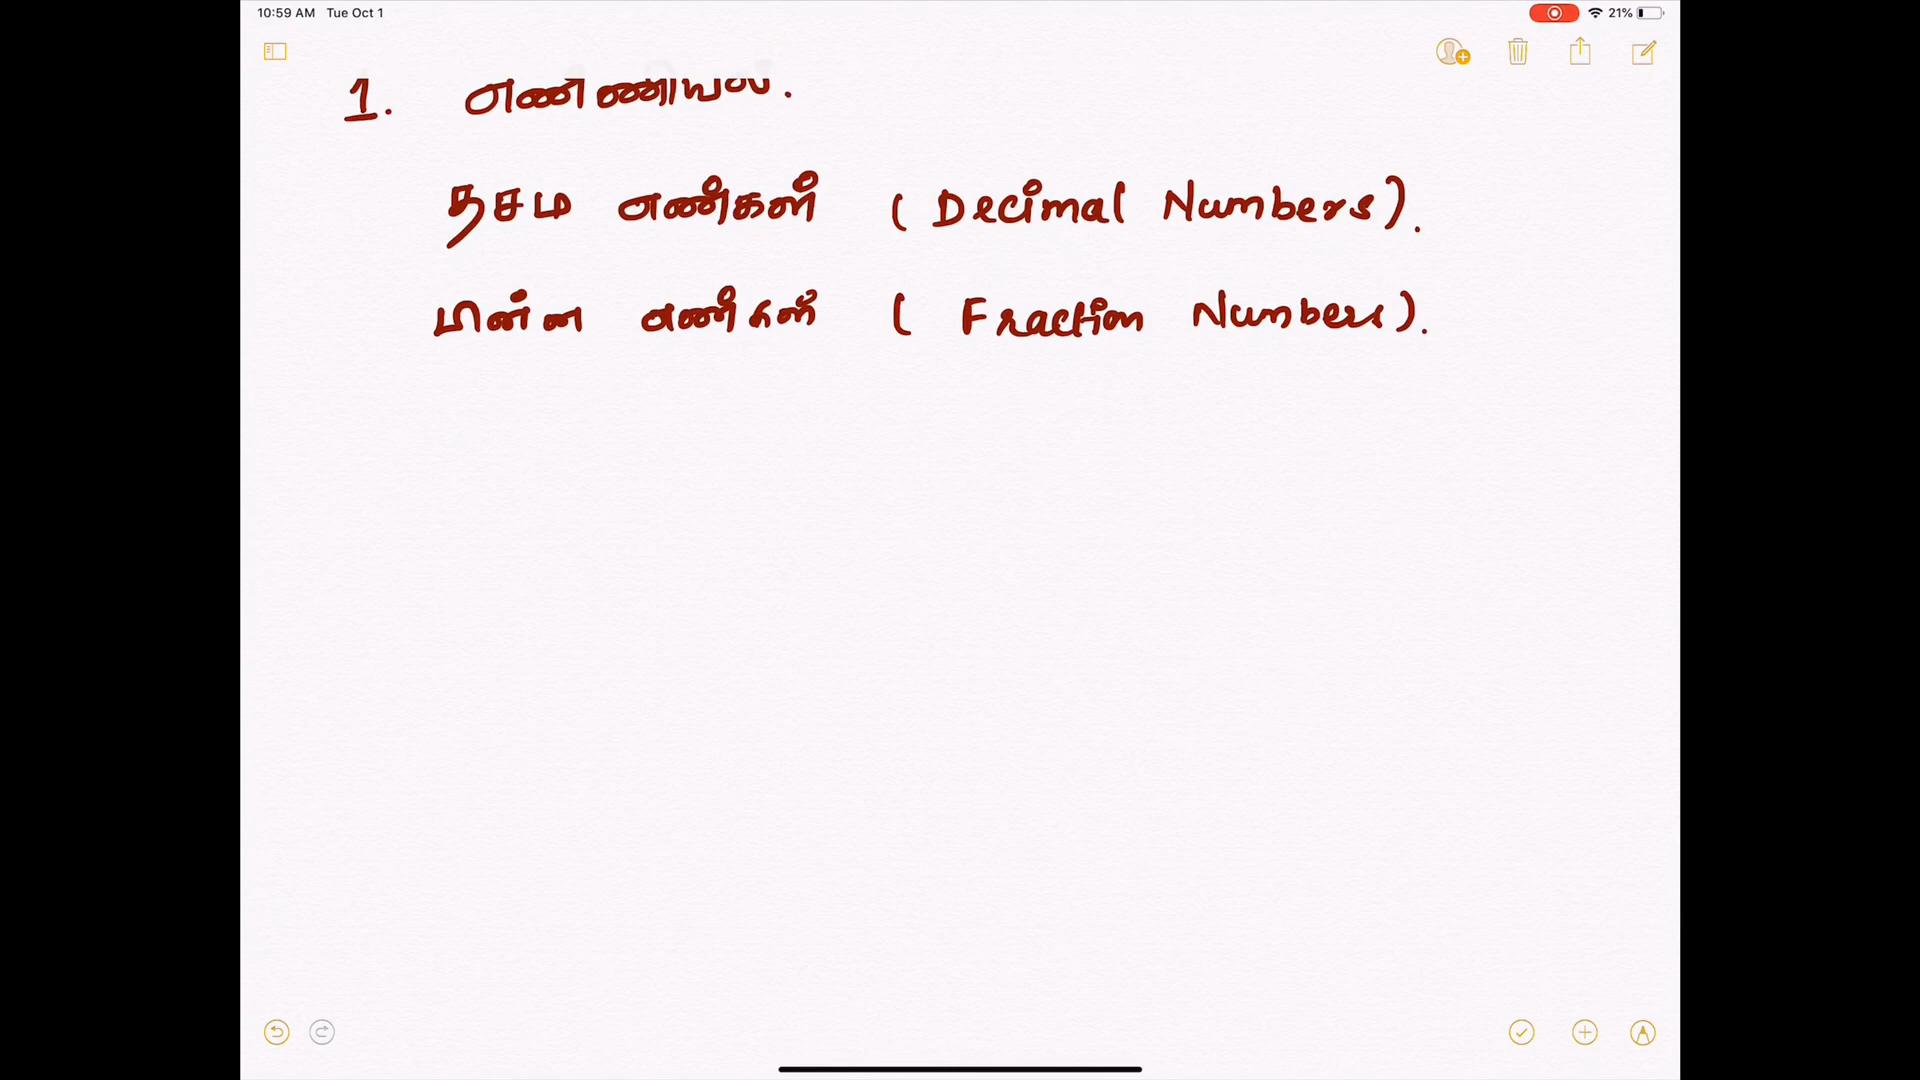 10:59 AM Tue Oct 1 21%
1. எண்ணியல்.
தசம எண்கள் ( Decimal Numbers ).
பின்ன எண்கள் ( Fraction Numbers ).